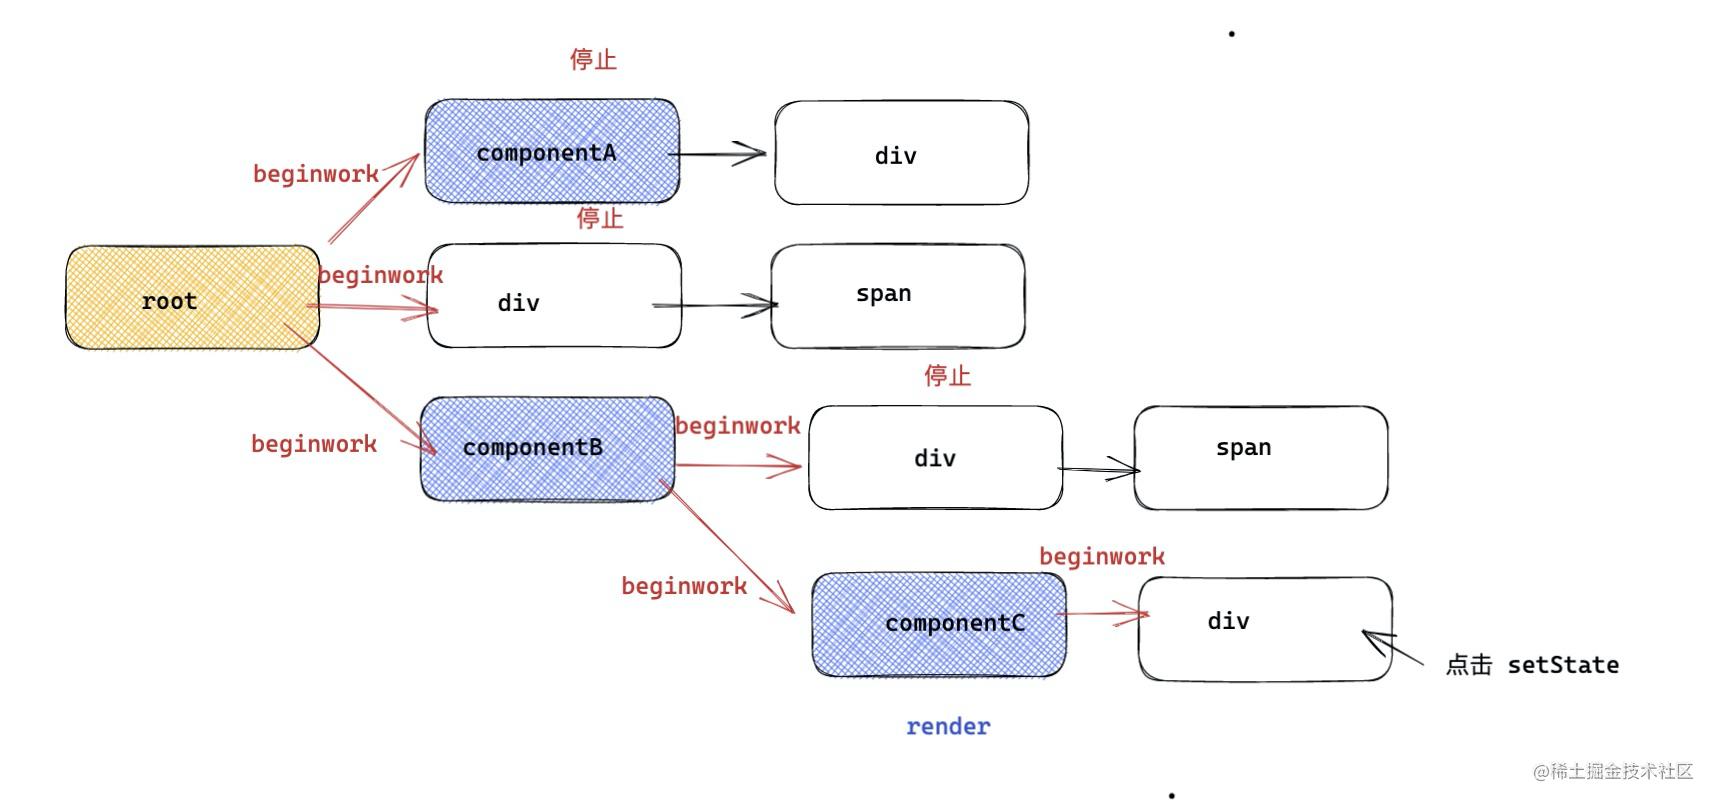 停止
componentA
div
beginwork
停止
beginwork
root
div
span
停止
beginwork
beginwork
componentB
div
span
beginwork
beginwork
componentC
div
点击 setState
render
@稀土掘金技术社区